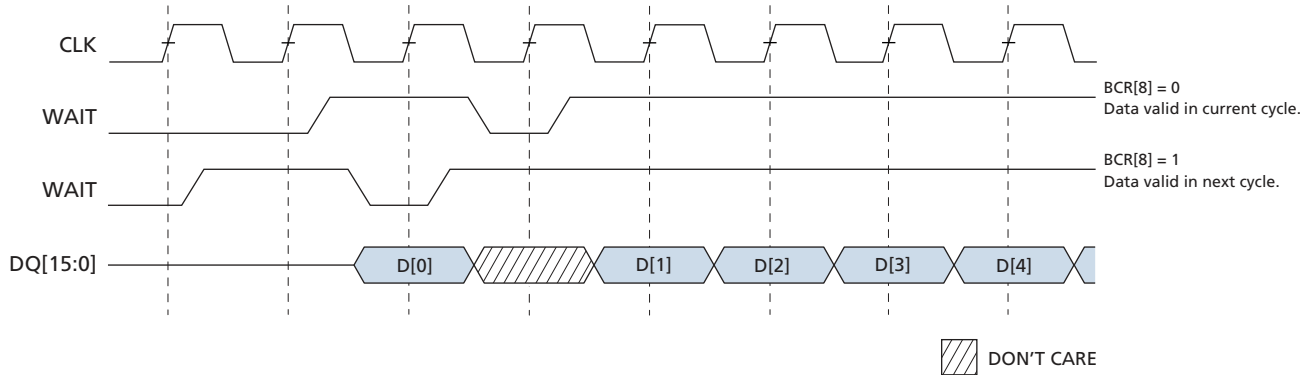 CLK
WAIT
BCR[8] = 0
Data valid in current cycle.
WAIT
BCR[8] = 1
Data valid in next cycle.
DQ[15:0]
D[0]
D[1]
D[2]
D[3]
D[4]
DON'T CARE